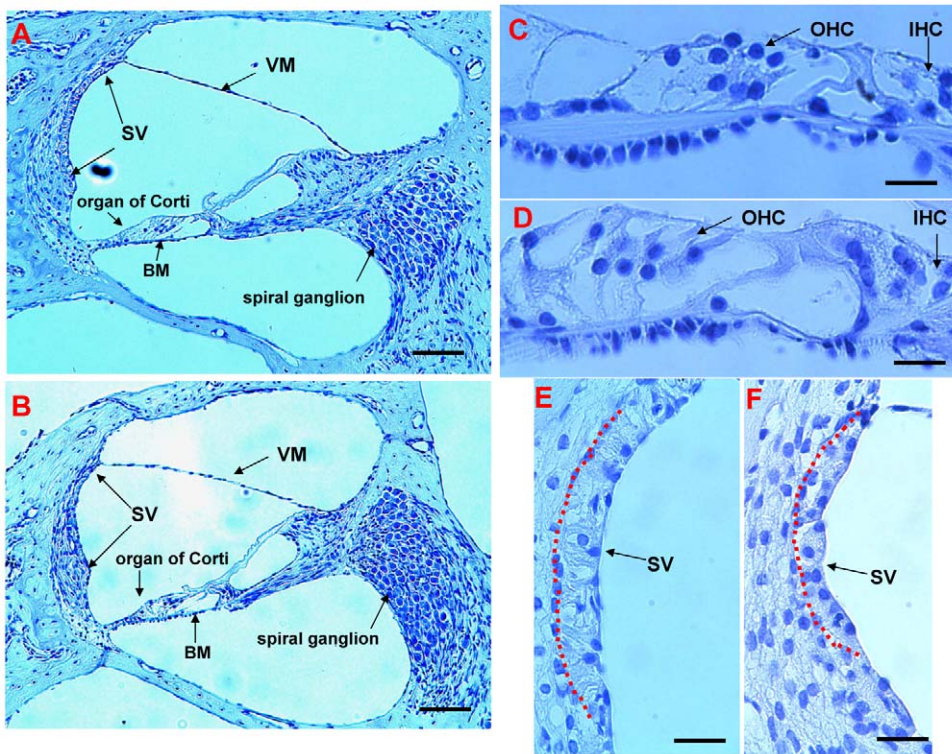 A
VM
SV
organ of Corti
BM
spiral ganglion
B
VM
SV
organ of Corti
BM
spiral ganglion
C
OHC
IHC
D
OHC
IHC
E
SV
F
SV